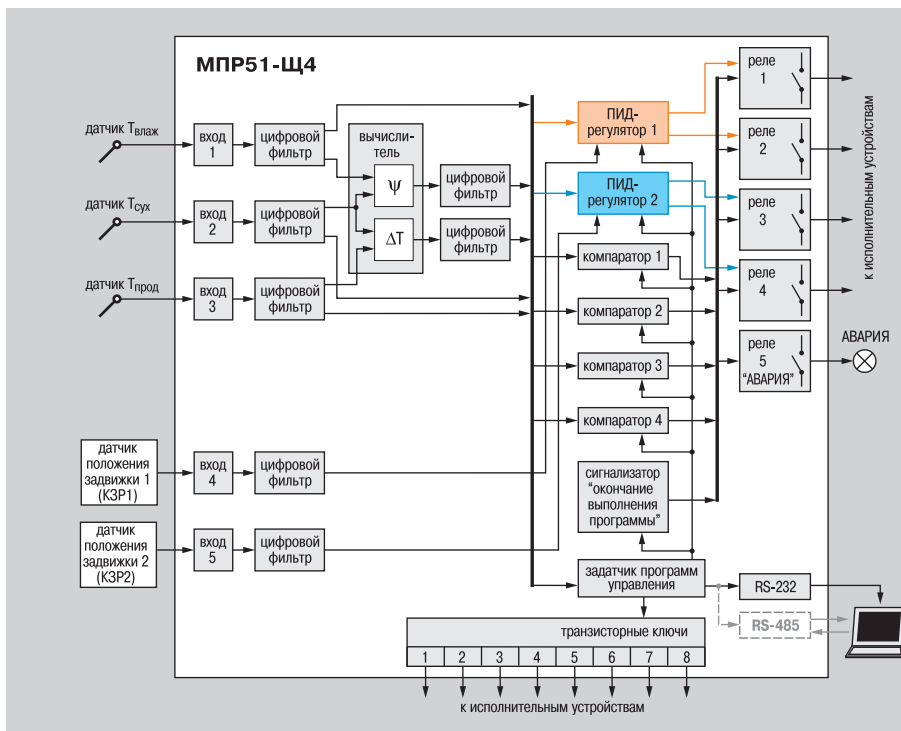 МПР51-Щ4
датчик Tвлаж
вход
1
цифровой
фильтр
вычисли-
тель
ψ
ΔT
цифровой
фильтр
цифровой
фильтр
датчик Tсух
вход
2
цифровой
фильтр
датчик Tпрод
вход
3
цифровой
фильтр
датчик
положения
задвижки 1
(КЗР1)
вход
4
цифровой
фильтр
датчик
положения
задвижки 2
(КЗР2)
вход
5
цифровой
фильтр
ПИД-
регулятор 1
ПИД-
регулятор 2
компаратор 1
компаратор 2
компаратор 3
компаратор 4
сигнализатор
“окончание
выполнения
программы”
задатчик программ
управления
реле
1
реле
2
реле
3
реле
4
реле
5
“АВАРИЯ”
к исполнительным устройствам
АВАРИЯ
RS-232
RS-485
транзисторные ключи
1 2 3 4 5 6 7 8
к исполнительным устройствам